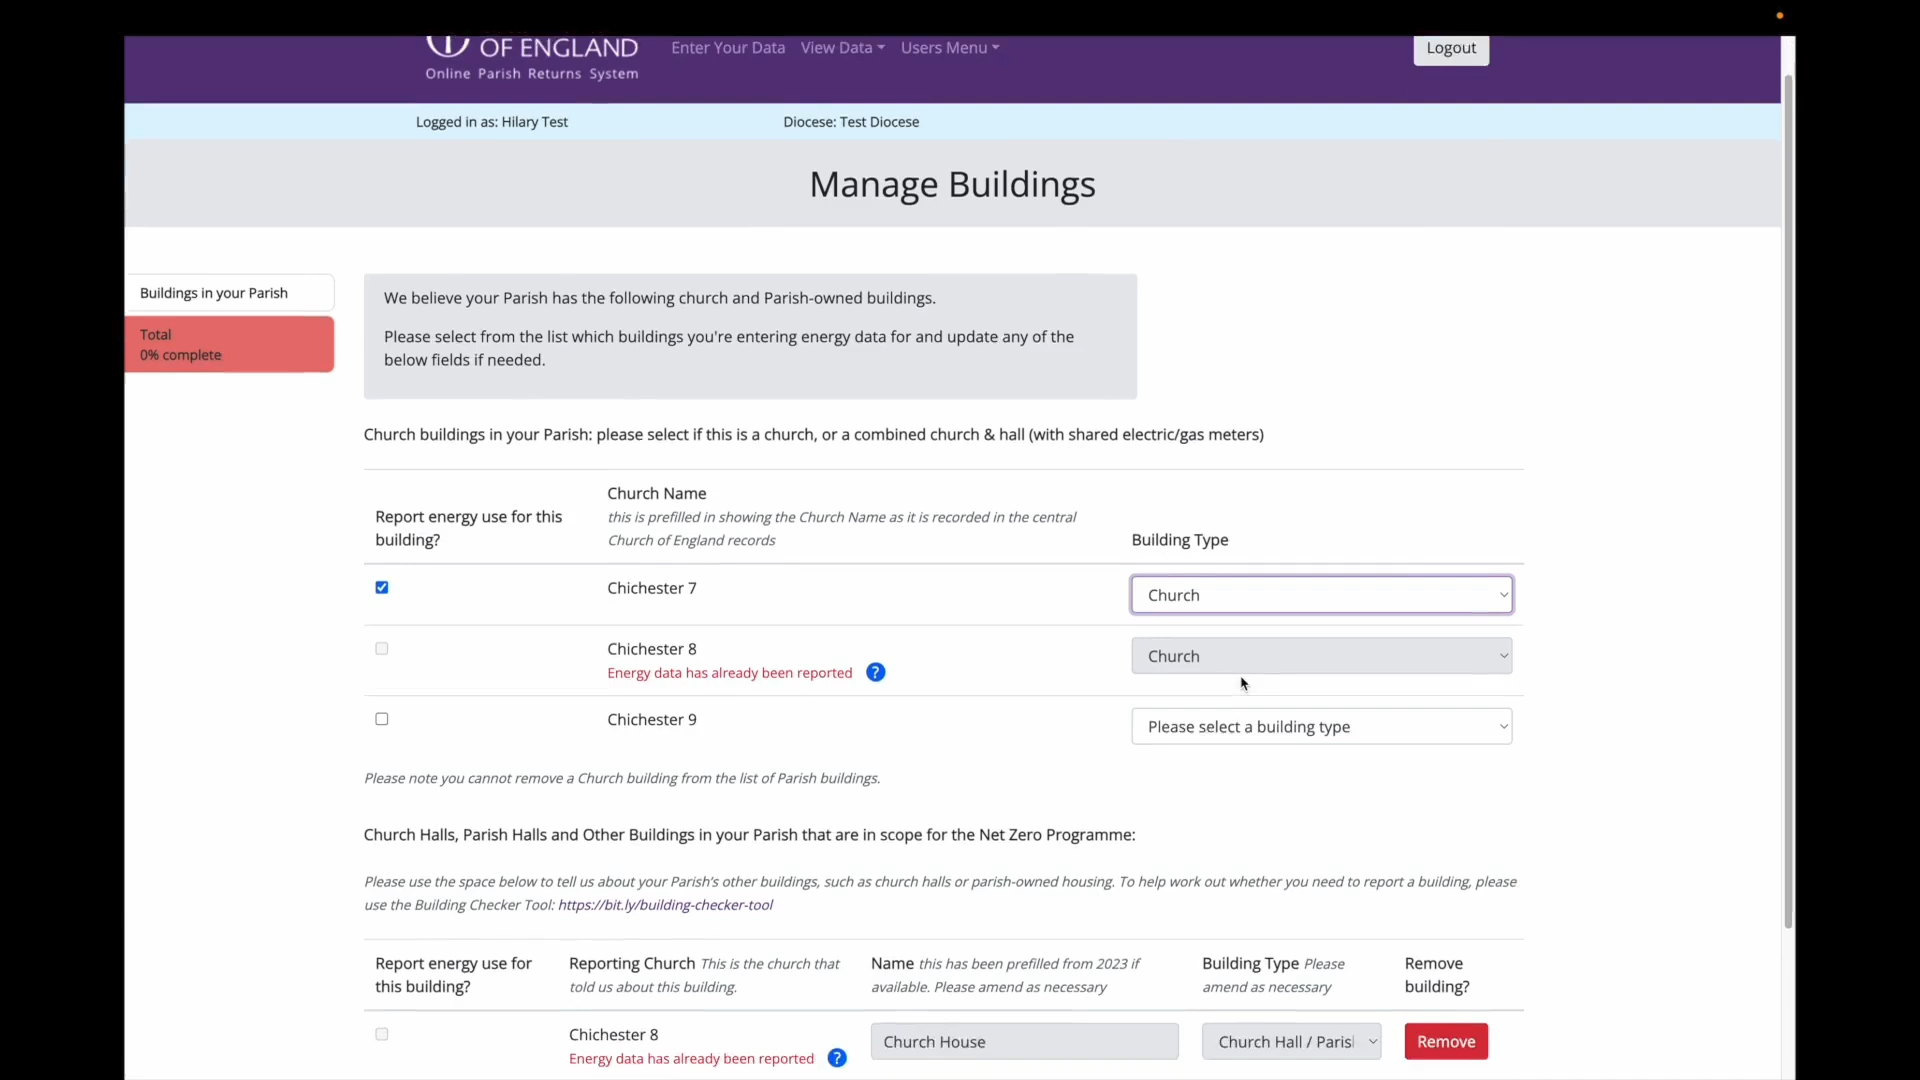 OF ENGLAND
Online Parish Returns System
Enter Your Data View Data Users Menu
Logout
Logged in as: Hilary Test
Diocese: Test Diocese
Manage Buildings
Buildings in your Parish
Total
0% complete
We believe your Parish has the following church and Parish-owned buildings.
Please select from the list which buildings you're entering energy data for and update any of the
below fields if needed.
Church buildings in your Parish: please select if this is a church, or a combined church & hall (with shared electric/gas meters)
Report energy use for this
building?
Church Name
this is prefilled in showing the Church Name as it is recorded in the central
Church of England records
Building Type
Chichester 7
Church
Chichester 8
Energy data has already been reported ?
Church
Chichester 9
Please select a building type
Please note you cannot remove a Church building from the list of Parish buildings.
Church Halls, Parish Halls and Other Buildings in your Parish that are in scope for the Net Zero Programme:
Please use the space below to tell us about your Parish's other buildings, such as church halls or parish-owned housing. To help work out whether you need to report a building, please
use the Building Checker Tool: https://bit.ly/building-checker-tool
Report energy use for
this building?
Reporting Church This is the church that
told us about this building.
Name this has been prefilled from 2023 if
available. Please amend as necessary
Building Type Please
amend as necessary
Remove
building?
Chichester 8
Energy data has already been reported ?
Church House
Church Hall / Paris
Remove